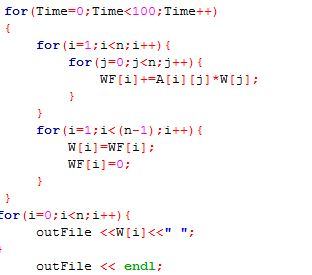 for(Time=0;Time<100;Time++)
{
for(i=1;i<n;i++){
for(j=0;j<n;j++){
WF[i]+=A[i][j]*W[j];
}
}
for(i=1;i<(n-1);i++){
W[i]=WF[i];
WF[i]=0;
}
}
for(i=0;i<n;i++){
outFile <<W[i]<<" ";
}
outFile << endl;